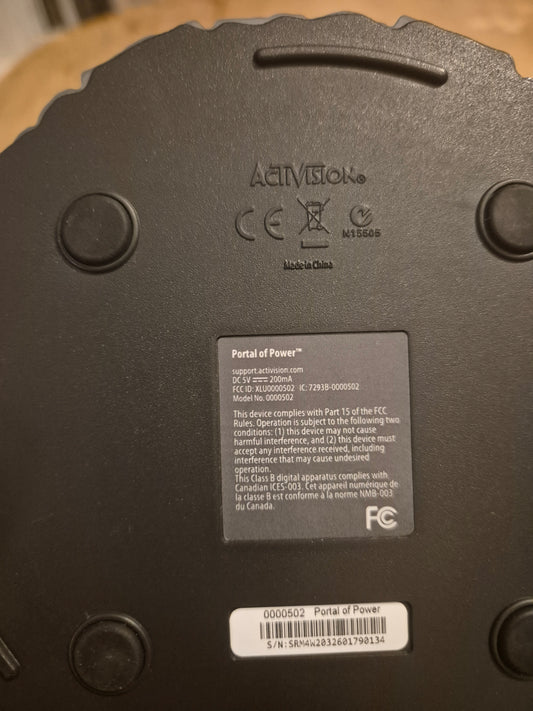 ACTIVISION®
CE
N15505
Made in China
Portal of Power™
support.activision.com
DC 5V ⎓ 200mA
FCC ID: XLU0000502 IC: 7293B-0000502
Model No. 0000502
This device complies with Part 15 of the FCC
Rules. Operation is subject to the following two
conditions: (1) this device may not cause
harmful interference, and (2) this device must
accept any interference received, including
interference that may cause undesired
operation.
This Class B digital apparatus complies with
Canadian ICES-003. Cet appareil numérique de
la classe B est conforme à la norme NMB-003
du Canada.
FC
0000502 Portal of Power
S/N:SRM4W2032601790134